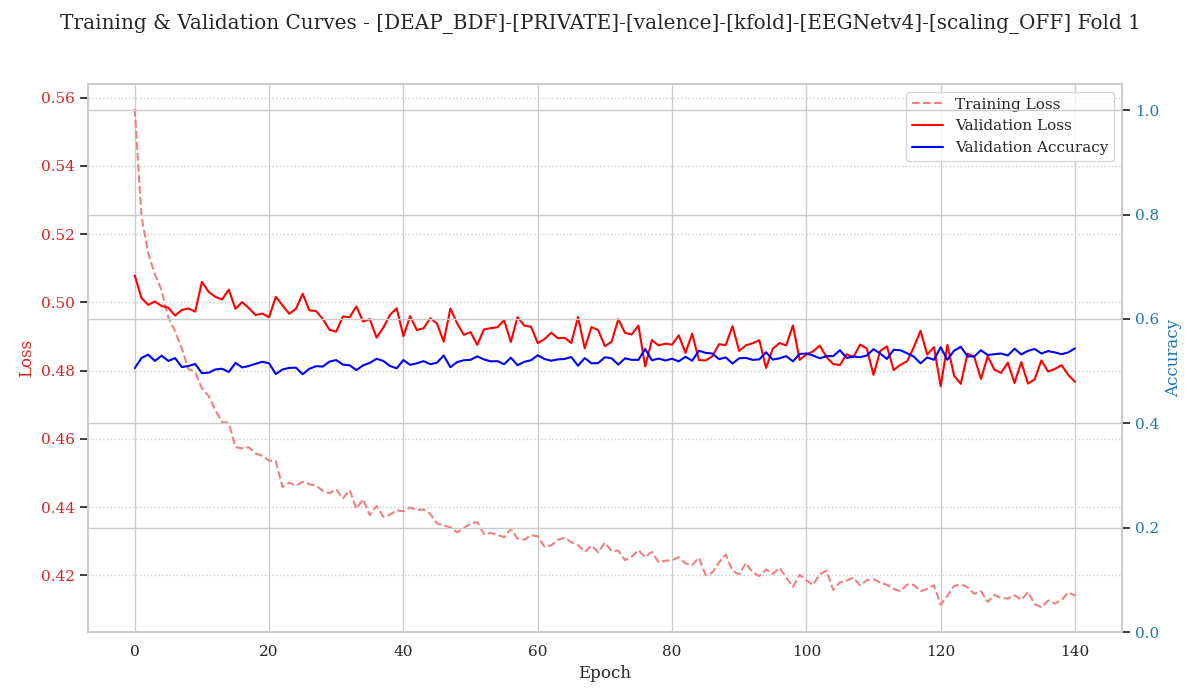 Training & Validation Curves - [DEAP_BDF]-[PRIVATE]-[valence]-[kfold]-[EEGNetv4]-[scaling_OFF] Fold 1
Training Loss
Validation Loss
Validation Accuracy
0.56
0.54
0.52
0.50
0.48
0.46
0.44
0.42
Loss
1.0
0.8
0.6
0.4
0.2
0.0
Accuracy
0 20 40 60 80 100 120 140
Epoch